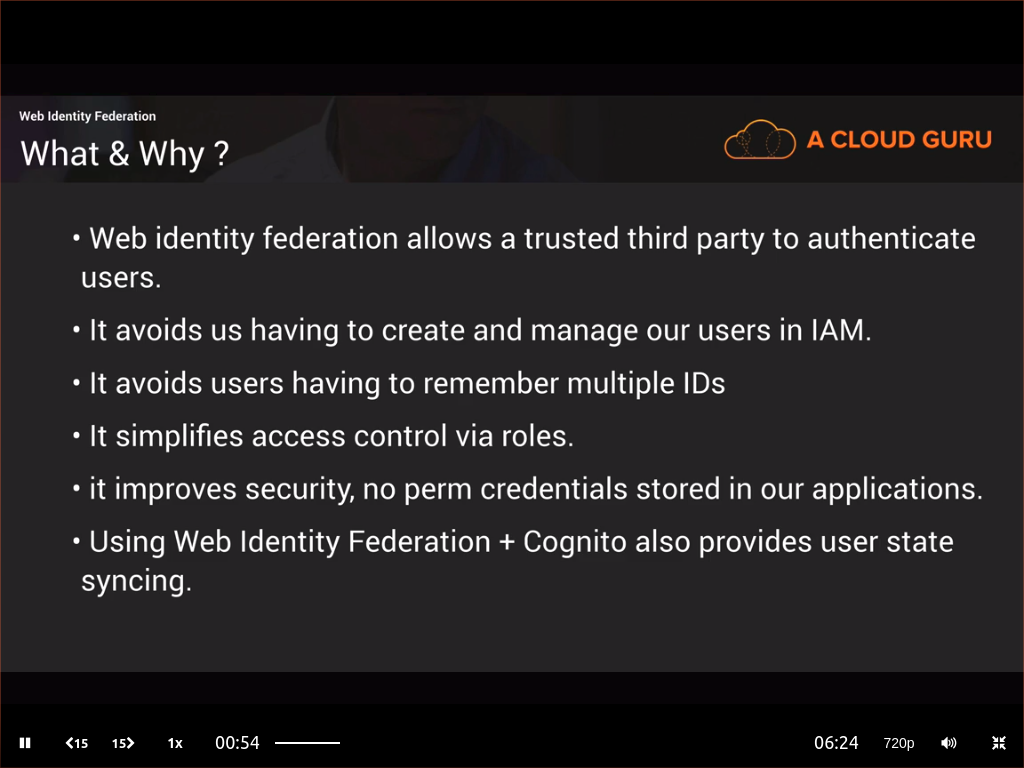 Web Identity Federation
What & Why ?
A CLOUD GURU
• Web identity federation allows a trusted third party to authenticate
users.
• It avoids us having to create and manage our users in IAM.
• It avoids users having to remember multiple IDs
• It simplifies access control via roles.
• it improves security, no perm credentials stored in our applications.
• Using Web Identity Federation + Cognito also provides user state
syncing.
15 15 1x 00:54 06:24 720p